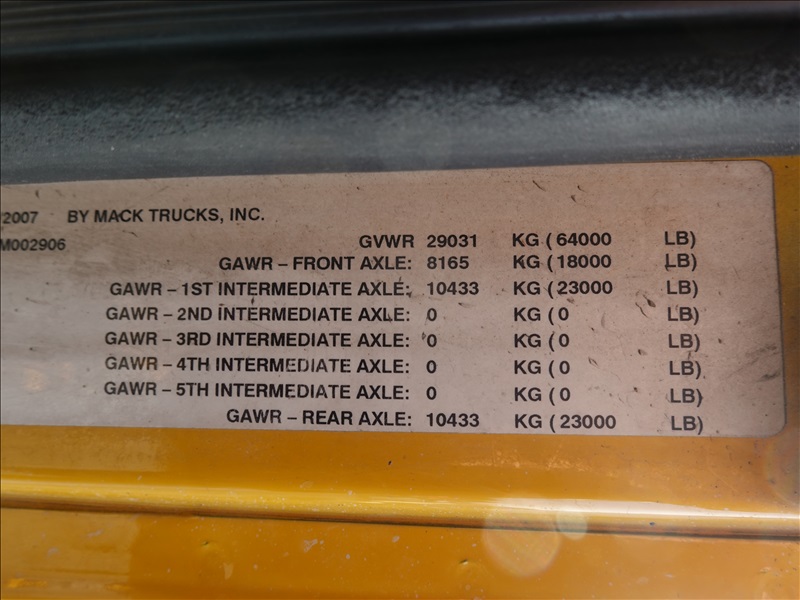 /2007 BY MACK TRUCKS, INC.
M002906
GVWR 29031 KG ( 64000 LB)
GAWR – FRONT AXLE: 8165 KG ( 18000 LB)
GAWR – 1ST INTERMEDIATE AXLE: 10433 KG ( 23000 LB)
GAWR – 2ND INTERMEDIATE AXLE: 0 KG ( 0 LB)
GAWR – 3RD INTERMEDIATE AXLE: 0 KG ( 0 LB)
GAWR – 4TH INTERMEDIATE AXLE: 0 KG ( 0 LB)
GAWR – 5TH INTERMEDIATE AXLE: 0 KG ( 0 LB)
GAWR – REAR AXLE: 10433 KG ( 23000 LB)